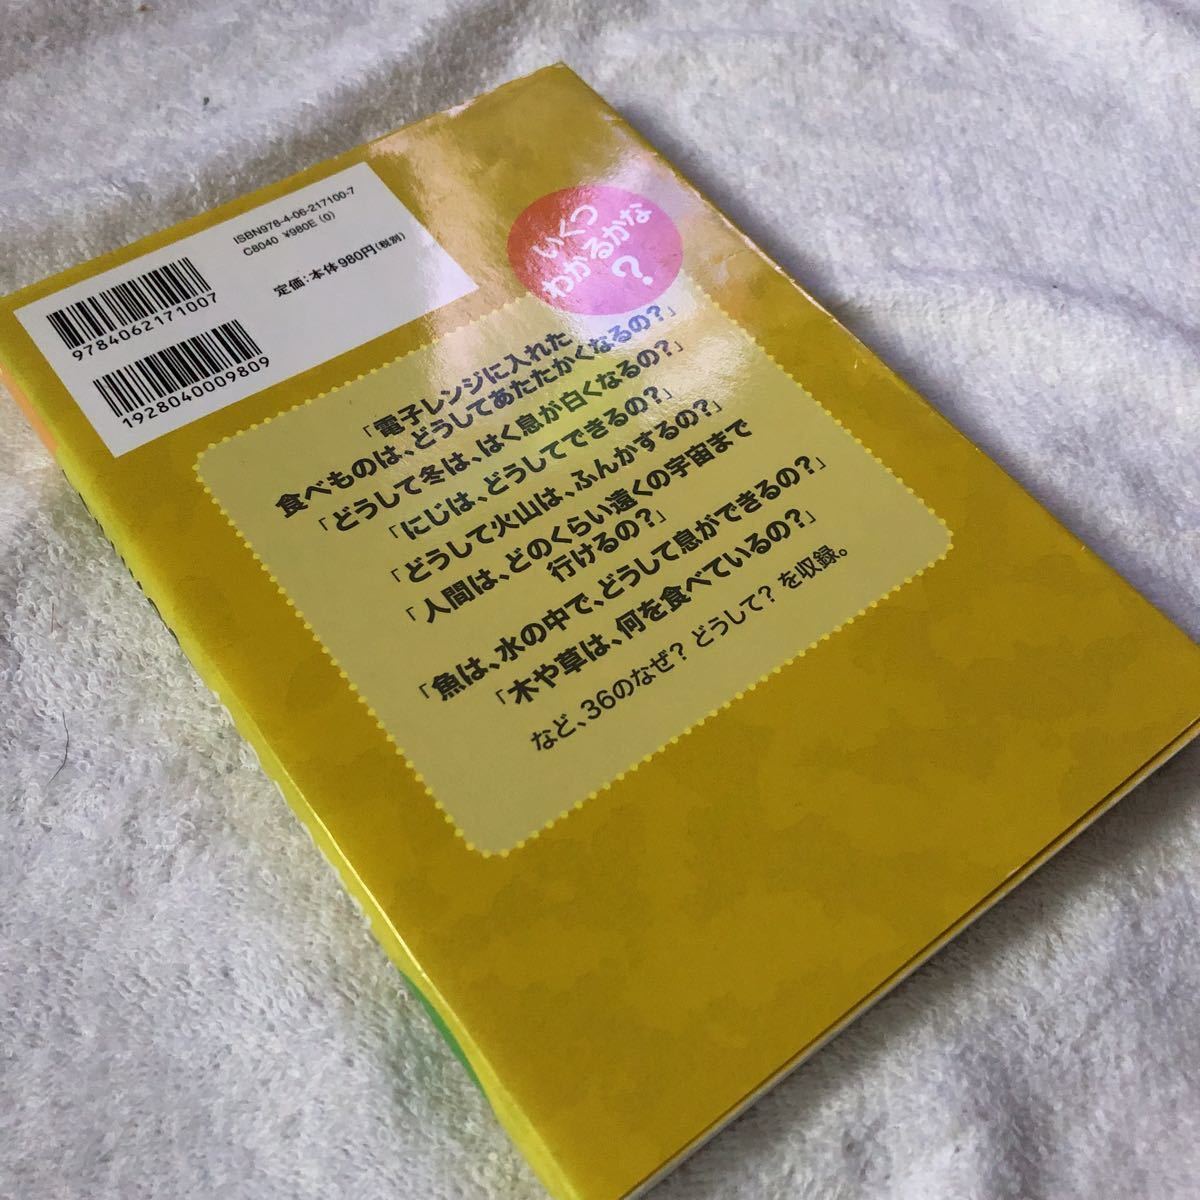 ISBN978-4-06-217100-7
C8040 ¥980E (0)
定価:本体980円(税別)
9784062171007
1928040009809
いくつ
わかるかな
?
「電子レンジに入れた
食べものは、どうしてあたたかくなるの?」
「どうして冬は、はく息が白くなるの?」
「にじは、どうしてできるの?」
「どうして火山は、ふんかするの?」
「人間は、どのくらい遠くの宇宙まで
行けるの?」
「魚は、水の中で、どうして息ができるの?」
「木や草は、何を食べているの?」
など、36のなぜ? どうして? を収録。